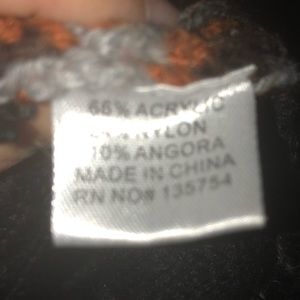 66% ACRYLIC
NYLON
10% ANGORA
MADE IN CHINA
RN NO# 135754